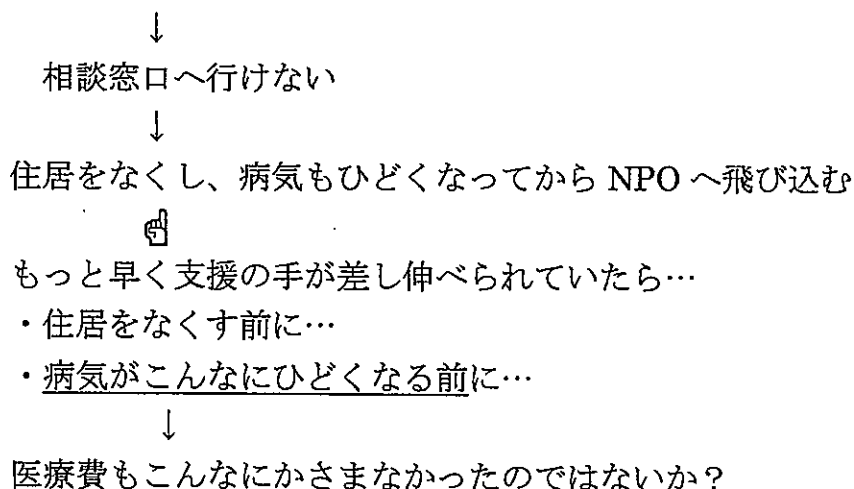 ↓
相談窓口へ行けない
↓
住居をなくし、病気もひどくなってから NPO へ飛び込む
☝
もっと早く支援の手が差し伸べられていたら…
・住居をなくす前に…
・病気がこんなにひどくなる前に…
↓
医療費もこんなにかさまなかったのではないか？